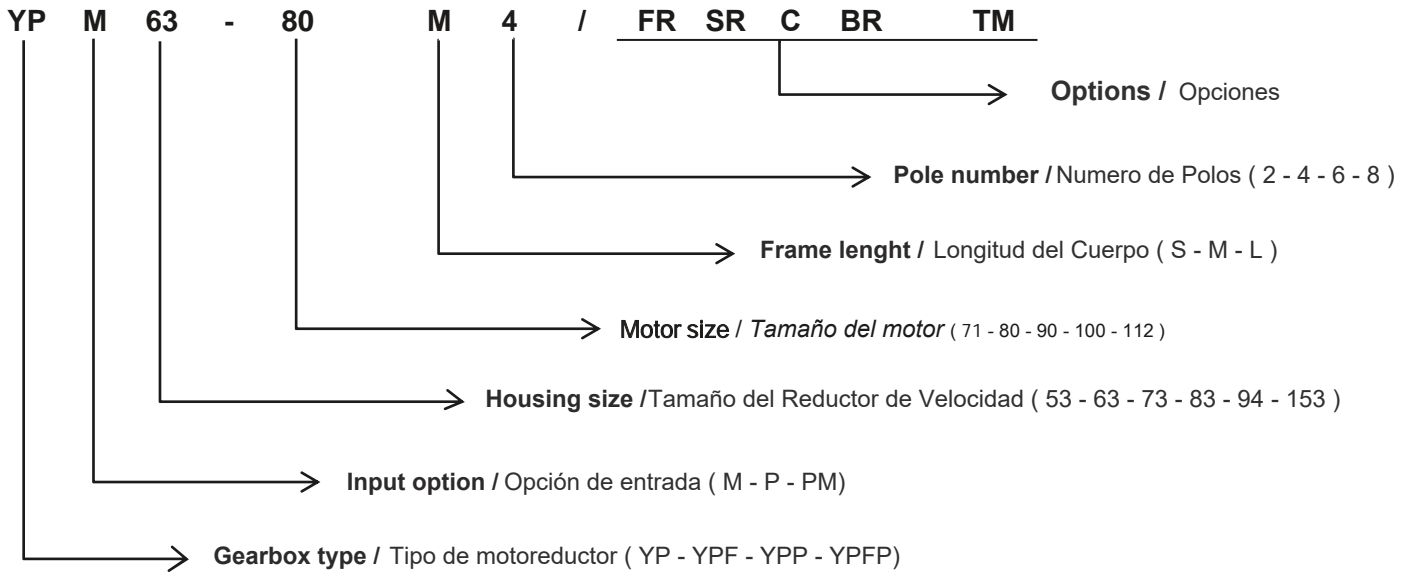 YP M 63 - 80 M 4 / FR SR C BR TM
Options / Opciones
Pole number / Numero de Polos ( 2 - 4 - 6 - 8 )
Frame lenght / Longitud del Cuerpo ( S - M - L )
Motor size / Tamaño del motor ( 71 - 80 - 90 - 100 - 112 )
Housing size /Tamaño del Reductor de Velocidad ( 53 - 63 - 73 - 83 - 94 - 153 )
Input option / Opción de entrada ( M - P - PM)
Gearbox type / Tipo de motoreductor ( YP - YPF - YPP - YPFP)